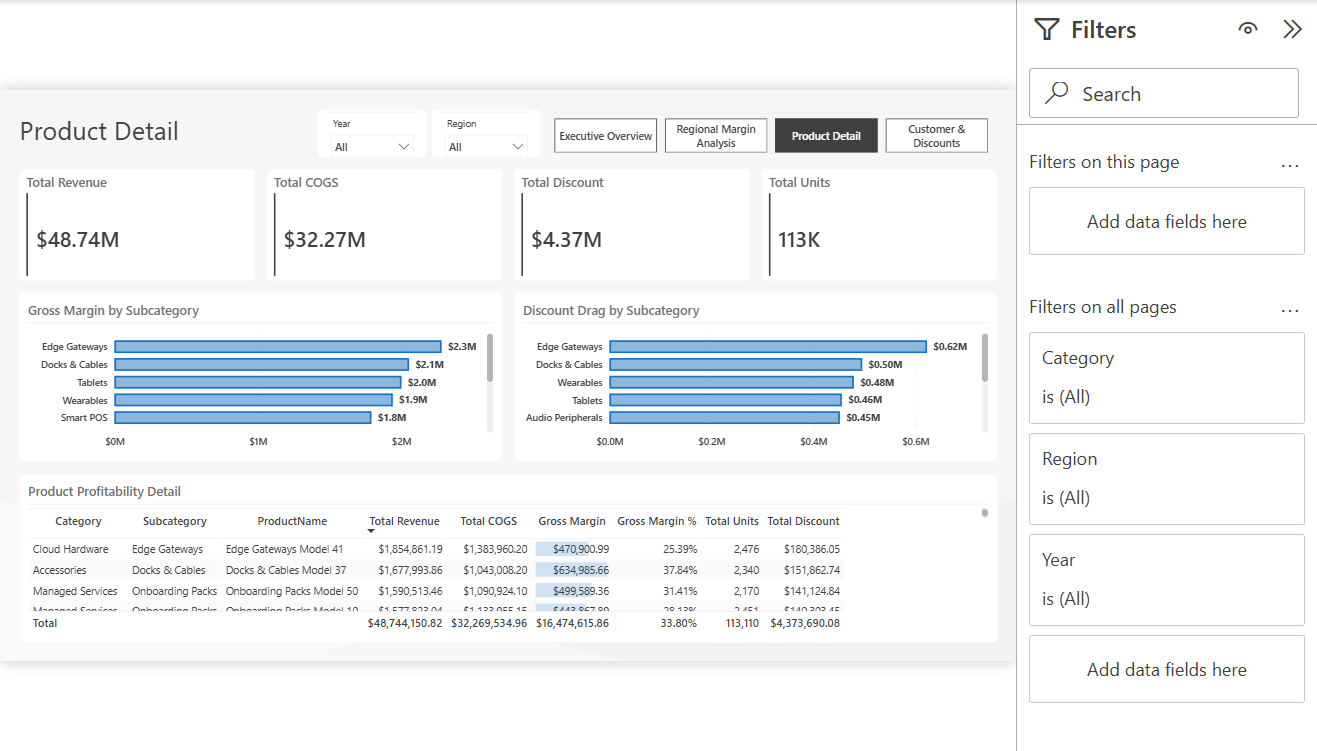 Filters
Search
Filters on this page
...
Add data fields here
Filters on all pages
...
Category
is (All)
Region
is (All)
Year
is (All)
Add data fields here
Product Detail
Year
All
Region
All
Executive Overview
Regional Margin
Analysis
Product Detail
Customer &
Discounts
Total Revenue
$48.74M
Total COGS
$32.27M
Total Discount
$4.37M
Total Units
113K
Gross Margin by Subcategory
Edge Gateways $2.3M
Docks & Cables $2.1M
Tablets $2.0M
Wearables $1.9M
Smart POS $1.8M
$0M $1M $2M
Discount Drag by Subcategory
Edge Gateways $0.62M
Docks & Cables $0.50M
Wearables $0.48M
Tablets $0.46M
Audio Peripherals $0.45M
$0.0M $0.2M $0.4M $0.6M
Product Profitability Detail
Category Subcategory ProductName Total Revenue Total COGS Gross Margin Gross Margin % Total Units Total Discount
Cloud Hardware Edge Gateways Edge Gateways Model 41 $1,854,861.19 $1,383,960.20 $470,900.99 25.39% 2,476 $180,386.05
Accessories Docks & Cables Docks & Cables Model 37 $1,677,993.86 $1,043,008.20 $634,985.66 37.84% 2,340 $151,862.74
Managed Services Onboarding Packs Onboarding Packs Model 50 $1,590,513.46 $1,090,924.10 $499,589.36 31.41% 2,170 $141,124.84
Managed Services Onboarding Packs Onboarding Packs Model 10
Total $48,744,150.82 $32,269,534.96 $16,474,615.86 33.80% 113,110 $4,373,690.08